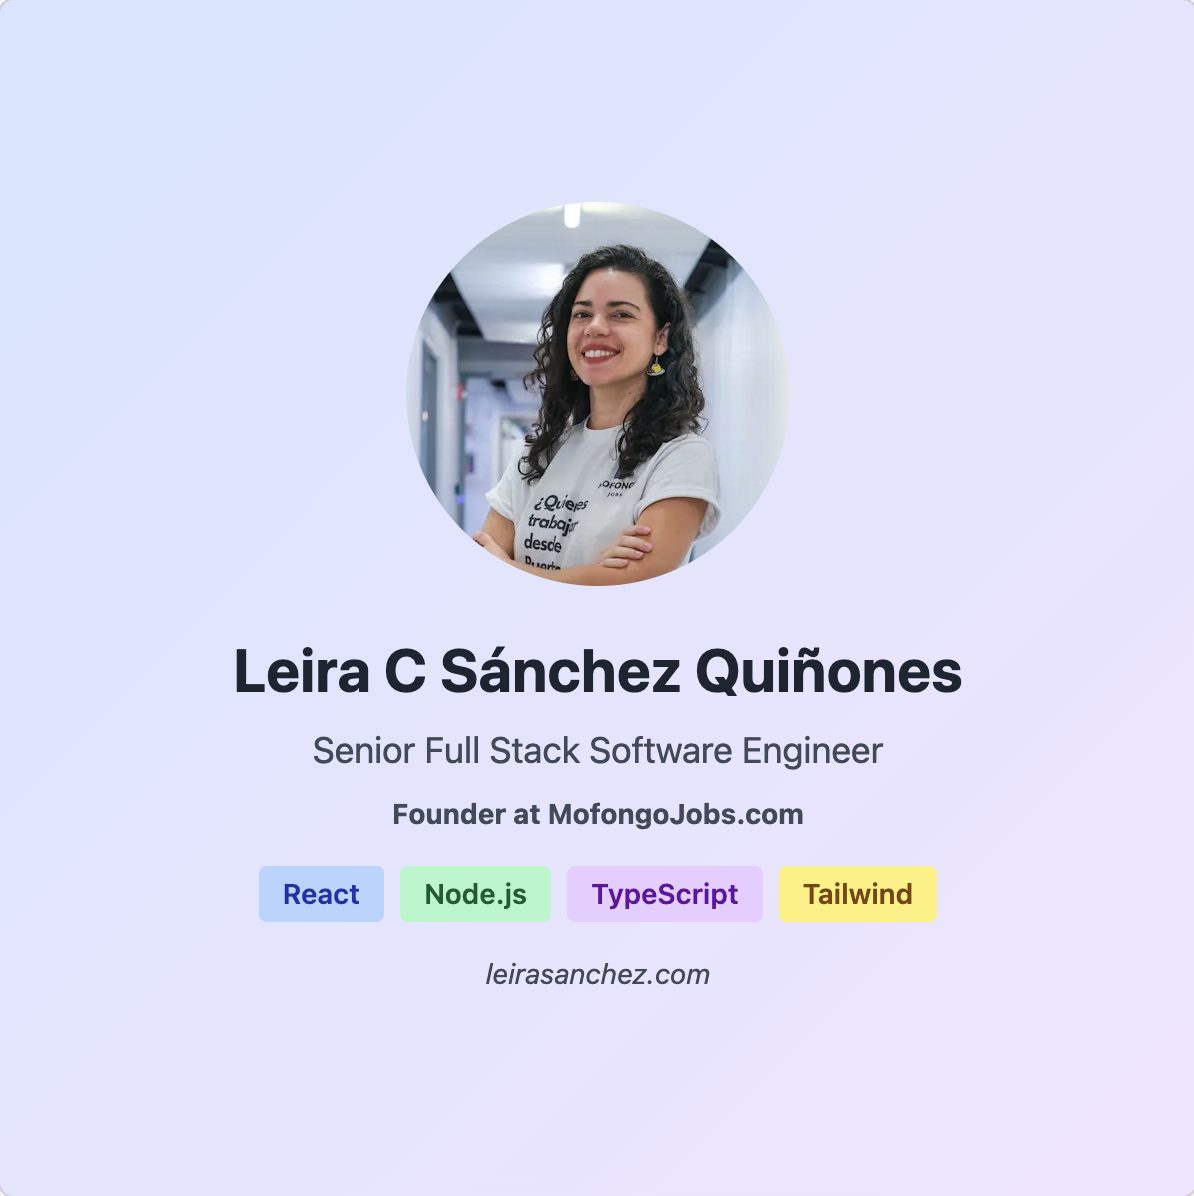 MOFONGO
JOBS
¿Quieres
trabajar
desde
Puerto
Leira C Sánchez Quiñones
Senior Full Stack Software Engineer
Founder at MofongoJobs.com
React Node.js TypeScript Tailwind
leirasanchez.com